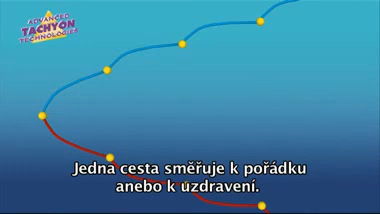 ADVANCED
TACHYON
TECHNOLOGIES
Jedna cesta směřuje k pořádku
anebo k uzdravení.